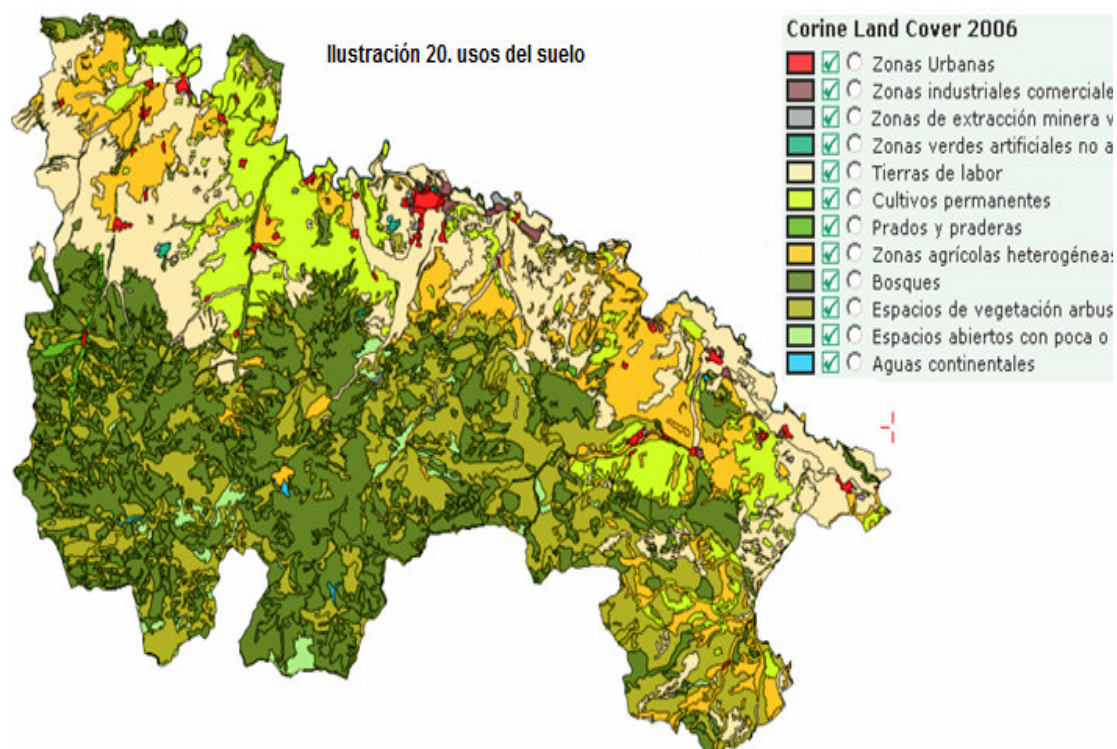 Ilustración 20. usos del suelo
Corine Land Cover 2006
Zonas Urbanas
Zonas industriales comerciale
Zonas de extracción minera v
Zonas verdes artificiales no a
Tierras de labor
Cultivos permanentes
Prados y praderas
Zonas agrícolas heterogéneas
Bosques
Espacios de vegetación arbus
Espacios abiertos con poca o
Aguas continentales